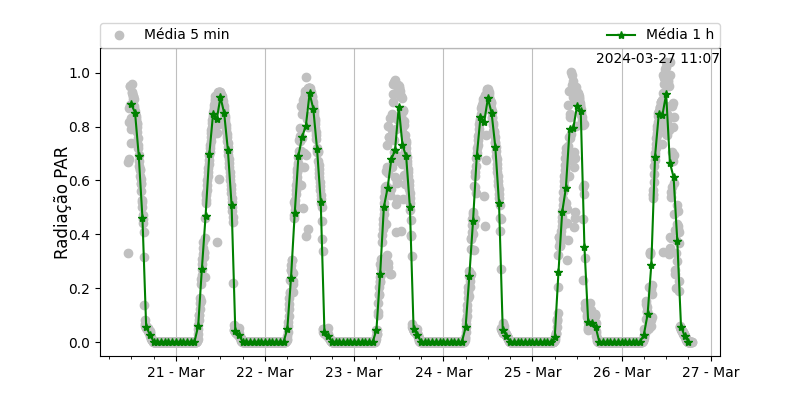 Média 5 min
Média 1 h
2024-03-27 11:07
Radiação PAR
1.0
0.8
0.6
0.4
0.2
0.0
21 - Mar
22 - Mar
23 - Mar
24 - Mar
25 - Mar
26 - Mar
27 - Mar